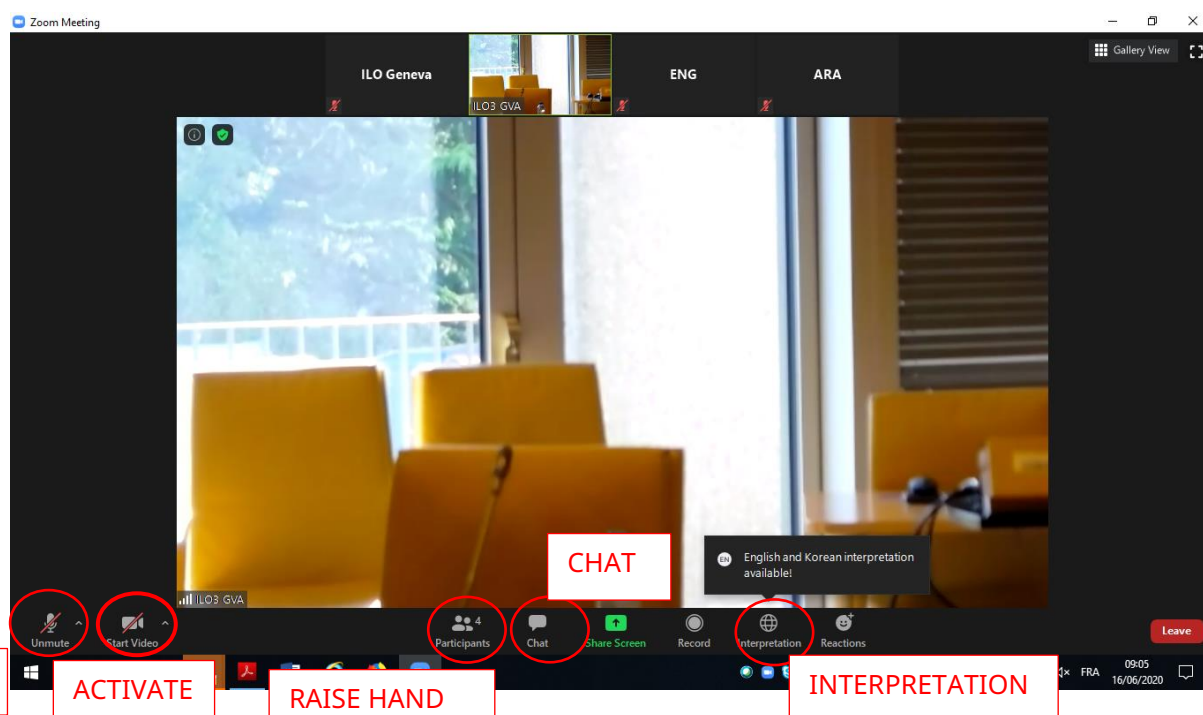 Zoom Meeting
Gallery View
ILO Geneva
ILO3 GVA
ENG
ARA
ILO3 GVA
CHAT
EN English and Korean interpretation
available!
Unmute
Start Video
4
Participants
Chat
Share Screen
Record
Interpretation
Reactions
Leave
ACTIVATE
RAISE HAND
INTERPRETATION
FRA
09:05
16/06/2020